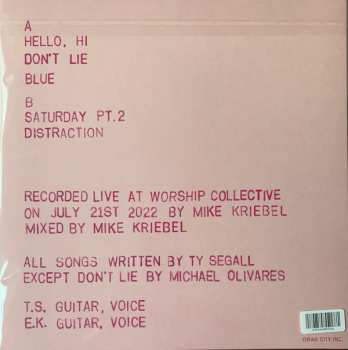 A
HELLO, HI
DON'T LIE
BLUE
B
SATURDAY PT.2
DISTRACTION
RECORDED LIVE AT WORSHIP COLLECTIVE
ON JULY 21ST 2022 BY MIKE KRIEBEL
MIXED BY MIKE KRIEBEL
ALL SONGS WRITTEN BY TY SEGALL
EXCEPT DON'T LIE BY MICHAEL OLIVARES
T.S. GUITAR, VOICE
E.K. GUITAR, VOICE
DRAG CITY INC.